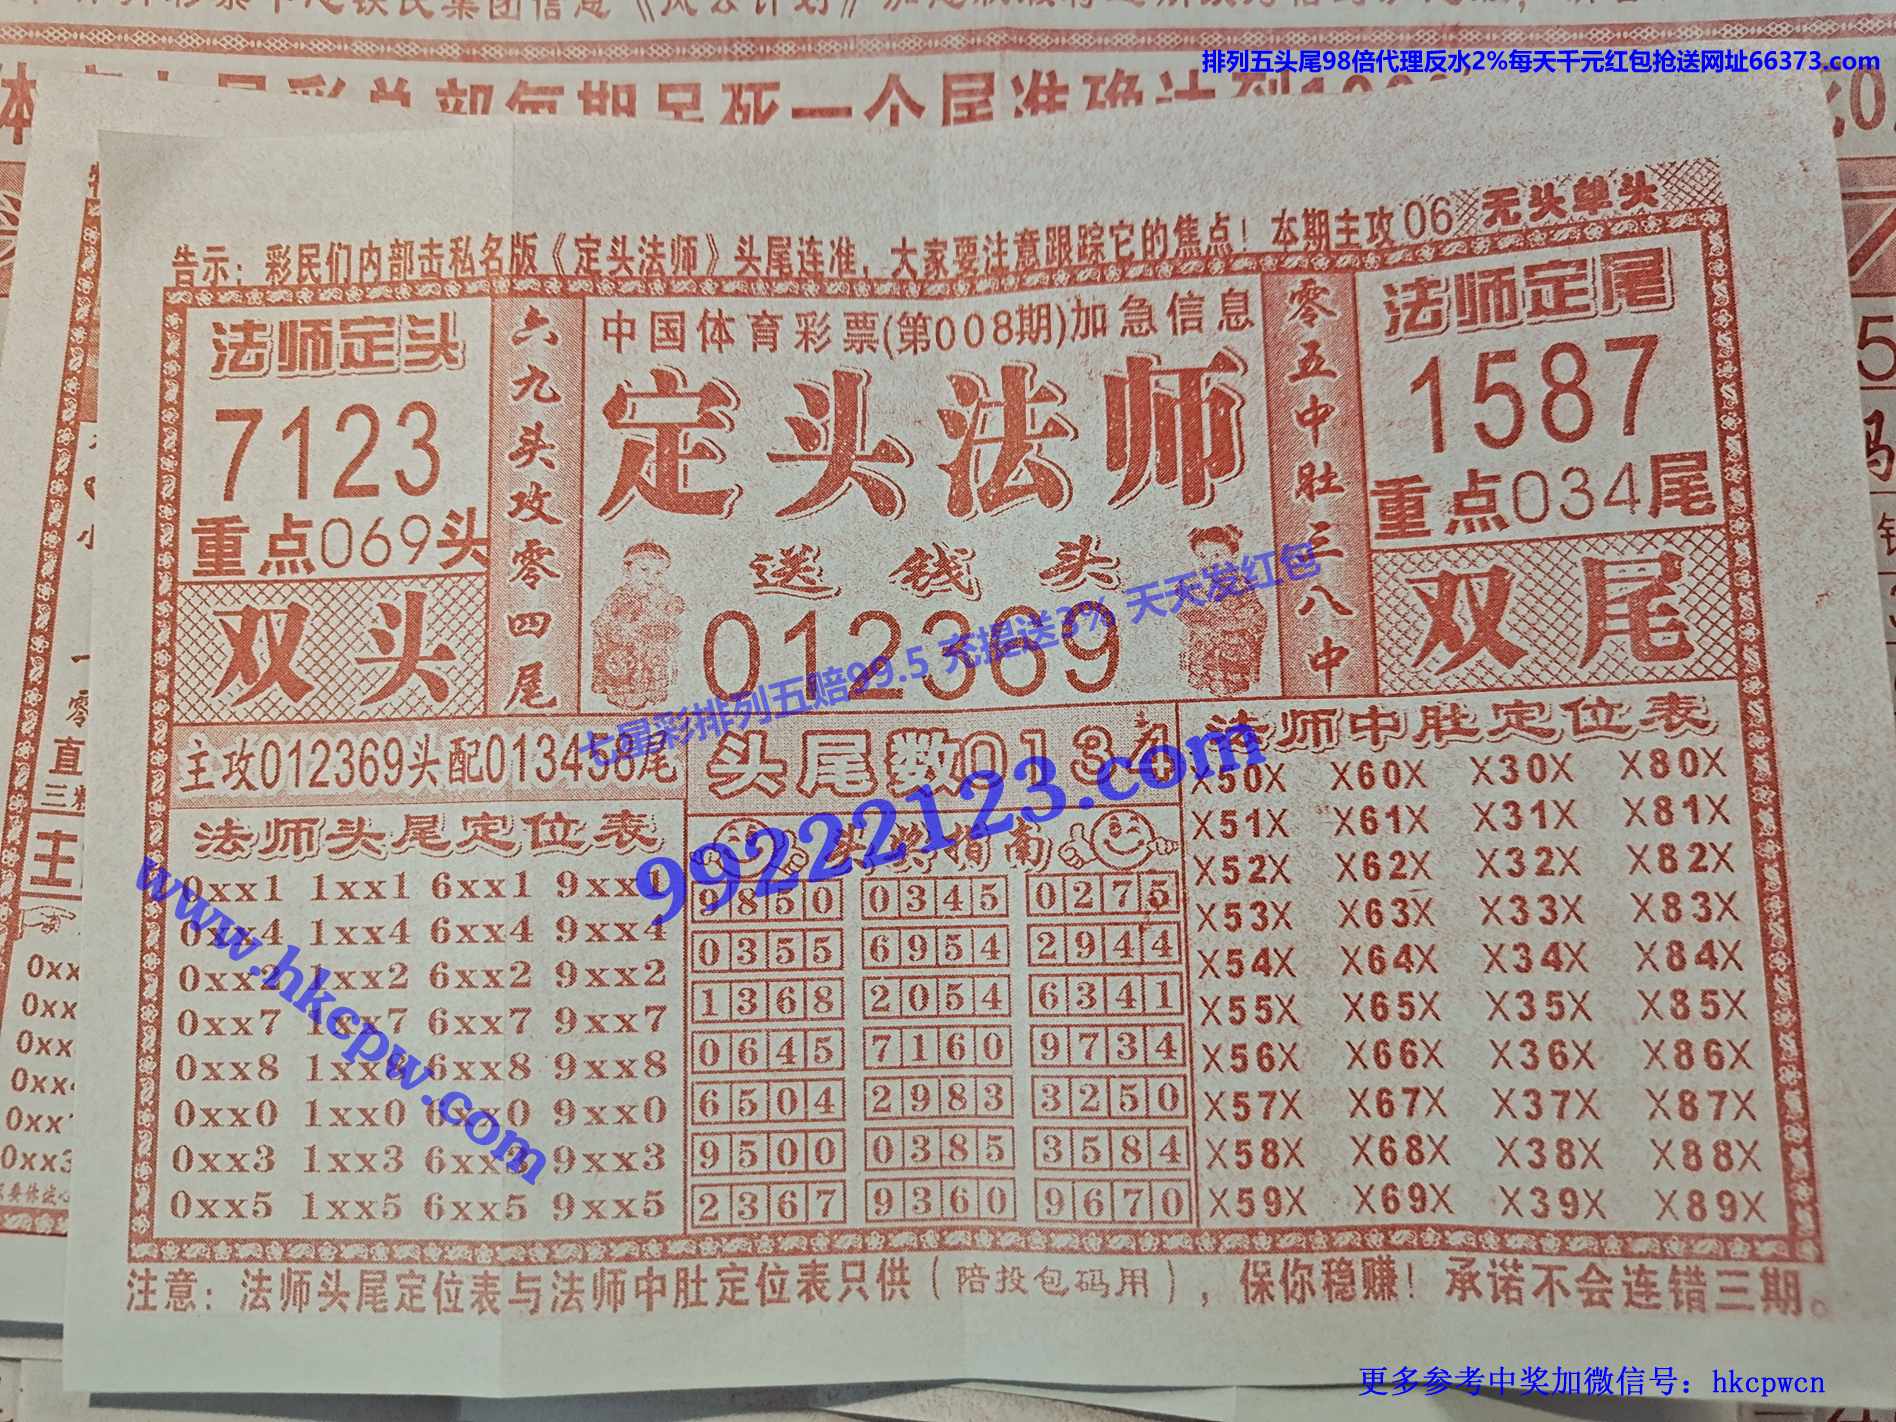 排列五头尾98倍代理反水2%每天千元红包抢送网址66373.com
告示：彩民们内部击私名版《定头法师》头尾连准，大家要注意跟踪它的焦点！本期主攻06 无头单头
法师定头
7123
重点069头
双头
六九头攻零四尾
中国体育彩票(第008期)加急信息
定头法师
送钱头
012369
零五中肚三八中
法师定尾
1587
重点034尾
双尾
七星彩排列五赔99.5 充提送3% 天天发红包
99222123.com
www.hkcpw.com
主攻012369头配013458尾
法师头尾定位表
0xx1 1xx1 6xx1 9xx1
0xx4 1xx4 6xx4 9xx4
0xx2 1xx2 6xx2 9xx2
0xx7 1xx7 6xx7 9xx7
0xx8 1xx8 6xx8 9xx8
0xx0 1xx0 6xx0 9xx0
0xx3 1xx3 6xx3 9xx3
0xx5 1xx5 6xx5 9xx5
头尾数0134
指南
9850 0345 0275
0355 6954 2944
1368 2054 6341
0645 7160 9734
6504 2983 3250
9500 0385 3584
2367 9360 9670
法师中肚定位表
X50X X60X X30X X80X
X51X X61X X31X X81X
X52X X62X X32X X82X
X53X X63X X33X X83X
X54X X64X X34X X84X
X55X X65X X35X X85X
X56X X66X X36X X86X
X57X X67X X37X X87X
X58X X68X X38X X88X
X59X X69X X39X X89X
注意：法师头尾定位表与法师中肚定位表只供（陪投包码用），保你稳赚！承诺不会连错三期。
更多参考中奖加微信号：hkcpwcn